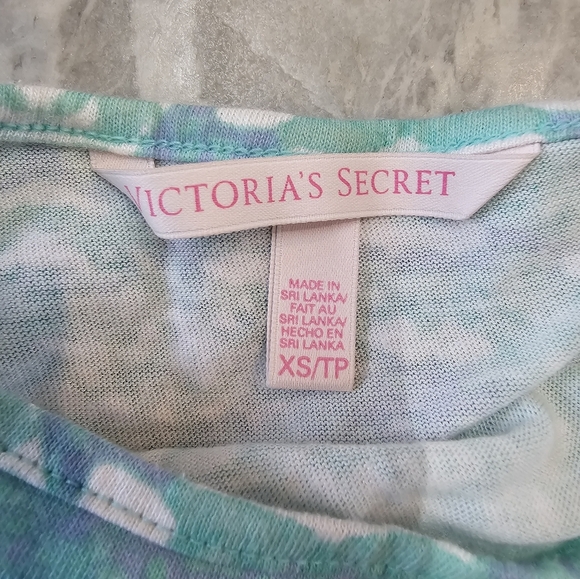 VICTORIA'S SECRET
MADE IN
SRI LANKA/
FAIT AU
SRI LANKA/
HECHO EN
SRI LANKA
XS/TP